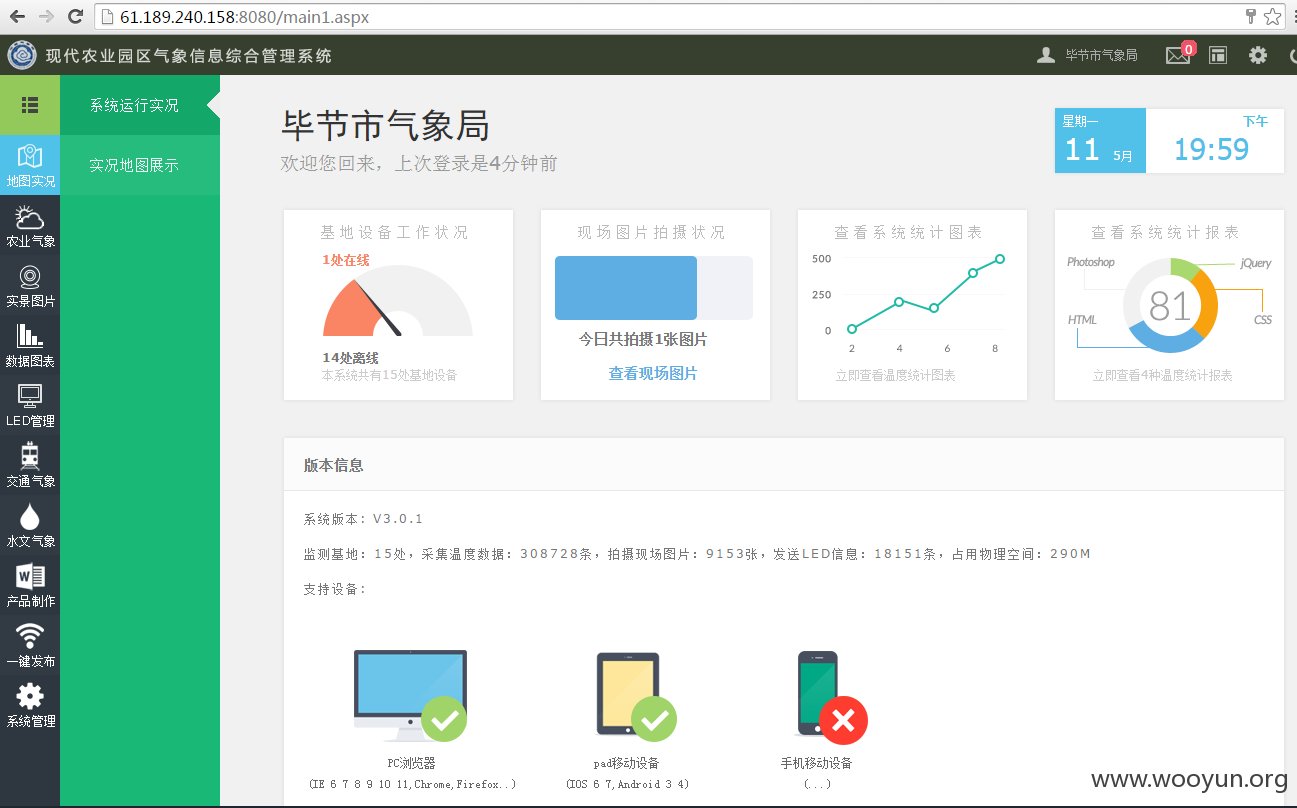 61.189.240.158:8080/main1.aspx
现代农业园区气象信息综合管理系统
毕节市气象局
0
系统运行实况
实况地图展示
地图实况
农业气象
实景图片
数据图表
LED管理
交通气象
水文气象
产品制作
一键发布
系统管理
毕节市气象局
欢迎您回来，上次登录是4分钟前
星期一
11 5月
下午
19:59
基地设备工作状况
1处在线
14处离线
本系统共有15处基地设备
现场图片拍摄状况
今日共拍摄1张图片
查看现场图片
查看系统统计图表
500
250
0
2 4 6 8
立即查看温度统计图表
查看系统统计报表
Photoshop
jQuery
81
HTML
CSS
立即查看4种温度统计报表
版本信息
系统版本：V3.0.1
监测基地：15处，采集温度数据：308728条，拍摄现场图片：9153张，发送LED信息：18151条，占用物理空间：290M
支持设备：
W
PC浏览器
(IE 6 7 8 9 10 11,Chrome,Firefox..)
pad移动设备
(IOS 6 7,Android 3 4)
手机移动设备
(...)
www.wooyun.org